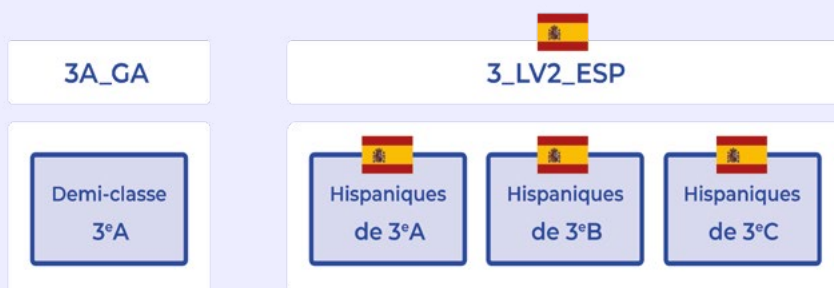 3A_GA
3_LV2_ESP
Demi-classe
3ᵉA
Hispaniques
de 3ᵉA
Hispaniques
de 3ᵉB
Hispaniques
de 3ᵉC